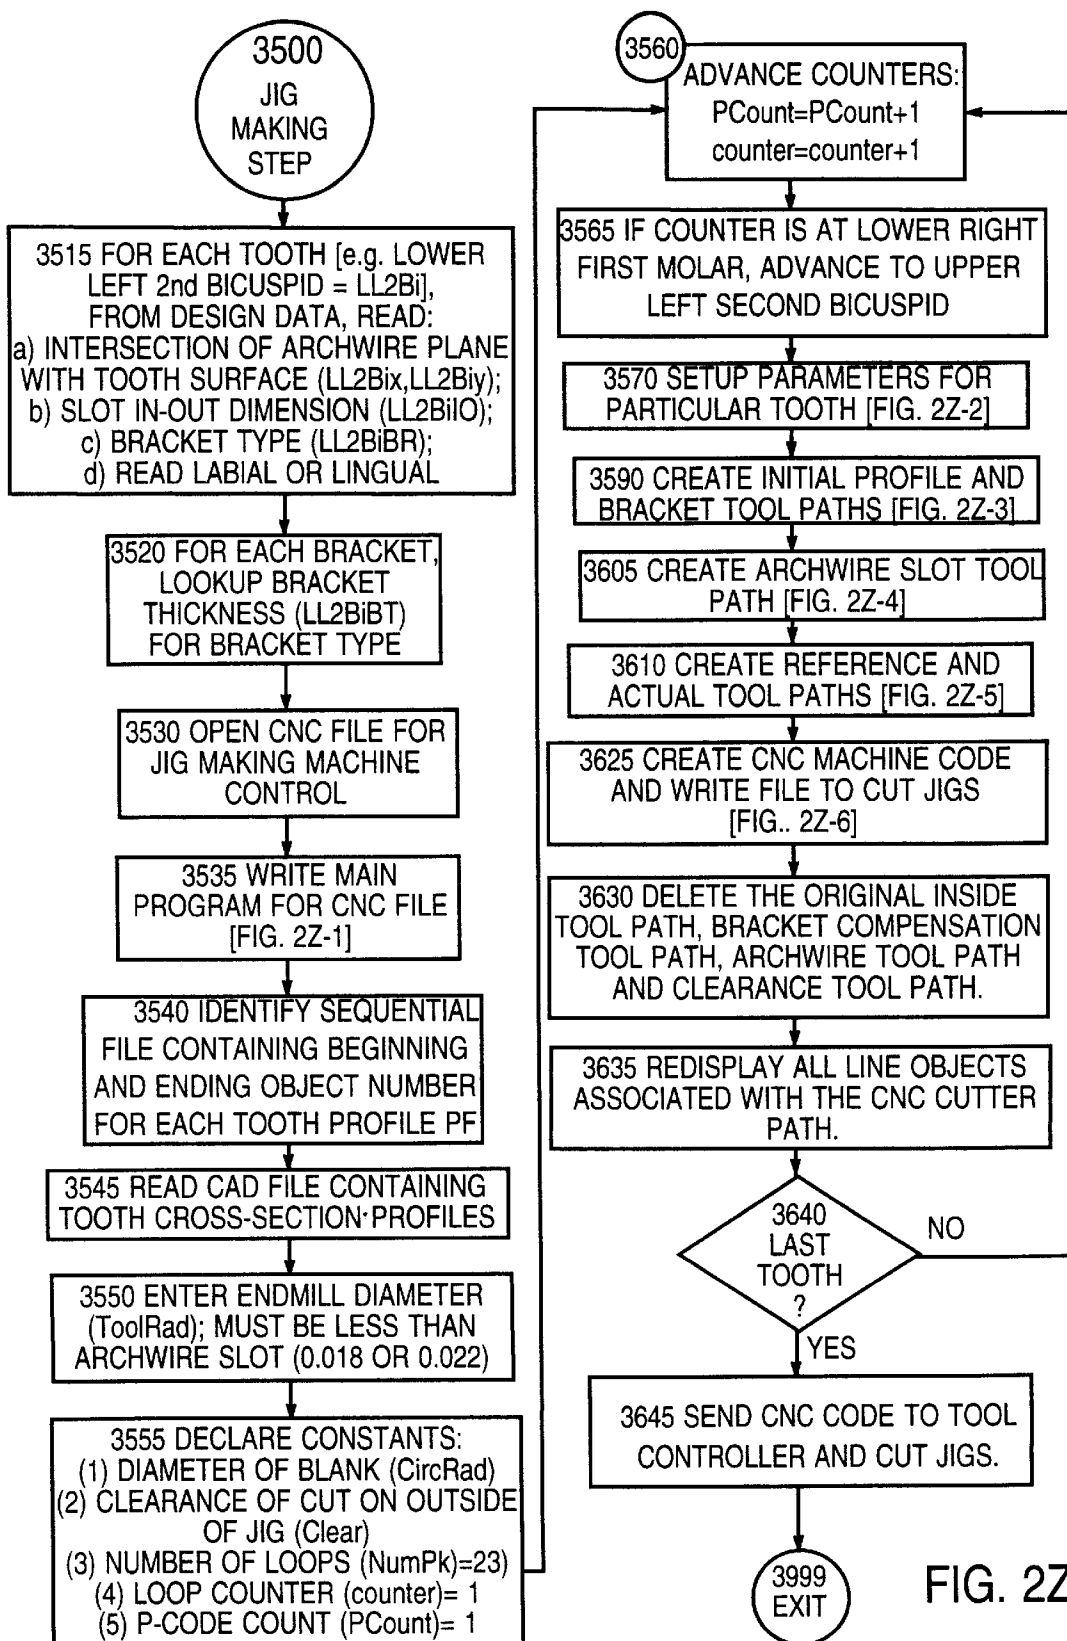 3500
JIG
MAKING
STEP
3515 FOR EACH TOOTH [e.g. LOWER
LEFT 2nd BICUSPID = LL2Bi],
FROM DESIGN DATA, READ:
a) INTERSECTION OF ARCHWIRE PLANE
WITH TOOTH SURFACE (LL2Bix,LL2Biy);
b) SLOT IN-OUT DIMENSION (LL2BiIO);
c) BRACKET TYPE (LL2BiBR);
d) READ LABIAL OR LINGUAL
3520 FOR EACH BRACKET,
LOOKUP BRACKET
THICKNESS (LL2BiBT)
FOR BRACKET TYPE
3530 OPEN CNC FILE FOR
JIG MAKING MACHINE
CONTROL
3535 WRITE MAIN
PROGRAM FOR CNC FILE
[FIG. 2Z-1]
3540 IDENTIFY SEQUENTIAL
FILE CONTAINING BEGINNING
AND ENDING OBJECT NUMBER
FOR EACH TOOTH PROFILE PF
3545 READ CAD FILE CONTAINING
TOOTH CROSS-SECTION PROFILES
3550 ENTER ENDMILL DIAMETER
(ToolRad); MUST BE LESS THAN
ARCHWIRE SLOT (0.018 OR 0.022)
3555 DECLARE CONSTANTS:
(1) DIAMETER OF BLANK (CircRad)
(2) CLEARANCE OF CUT ON OUTSIDE
OF JIG (Clear)
(3) NUMBER OF LOOPS (NumPk)=23)
(4) LOOP COUNTER (counter)= 1
(5) P-CODE COUNT (PCount)= 1
3560
ADVANCE COUNTERS:
PCount=PCount+1
counter=counter+1
3565 IF COUNTER IS AT LOWER RIGHT
FIRST MOLAR, ADVANCE TO UPPER
LEFT SECOND BICUSPID
3570 SETUP PARAMETERS FOR
PARTICULAR TOOTH [FIG. 2Z-2]
3590 CREATE INITIAL PROFILE AND
BRACKET TOOL PATHS [FIG. 2Z-3]
3605 CREATE ARCHWIRE SLOT TOOL
PATH [FIG. 2Z-4]
3610 CREATE REFERENCE AND
ACTUAL TOOL PATHS [FIG. 2Z-5]
3625 CREATE CNC MACHINE CODE
AND WRITE FILE TO CUT JIGS
[FIG.. 2Z-6]
3630 DELETE THE ORIGINAL INSIDE
TOOL PATH, BRACKET COMPENSATION
TOOL PATH, ARCHWIRE TOOL PATH
AND CLEARANCE TOOL PATH.
3635 REDISPLAY ALL LINE OBJECTS
ASSOCIATED WITH THE CNC CUTTER
PATH.
3640
LAST
TOOTH
?
NO
YES
3645 SEND CNC CODE TO TOOL
CONTROLLER AND CUT JIGS.
3999
EXIT
FIG. 2Z